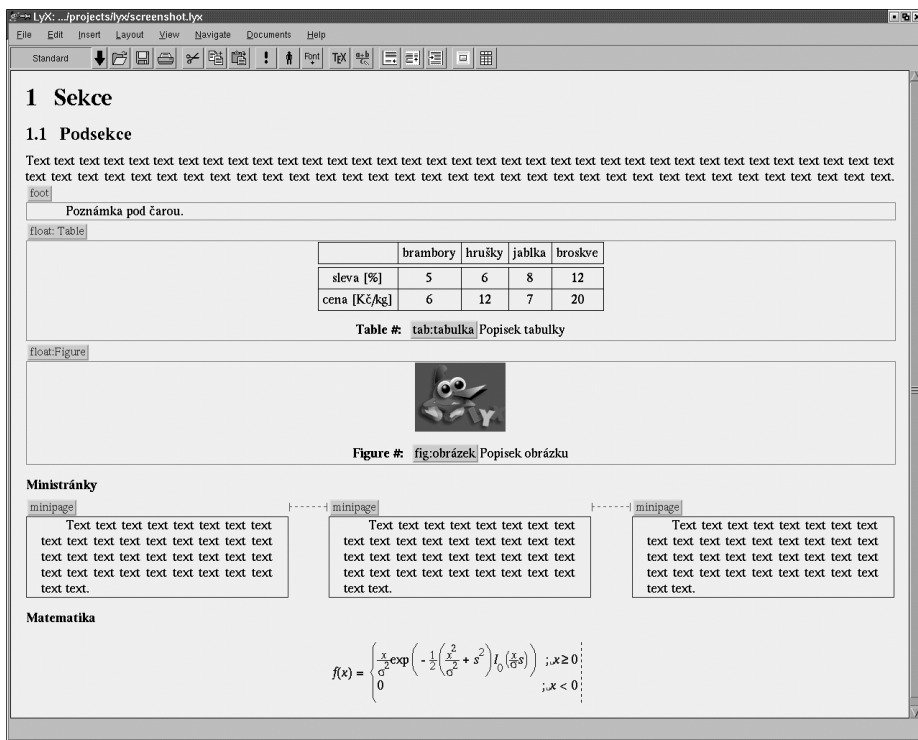 LyX: .../projects/lyx/screenshot.lyx
File Edit Insert Layout View Navigate Documents Help
Standard Font TEX a+b c
1 Sekce
1.1 Podsekce
Text text text text text text text text text text text text text text text text text text text text text text text text text text text text text text text text text text text
text text text text text text text text text text text text text text text text text text text text text text text text text text text text text text text text text text text.
foot
Poznámka pod čarou.
float: Table
brambory hrušky jablka broskve
sleva [%] 5 6 8 12
cena [Kč/kg] 6 12 7 20
Table #: tab:tabulka Popisek tabulky
float:Figure
LYX
Figure #: fig:obrázek Popisek obrázku
Ministránky
minipage
Text text text text text text text text
text text text text text text text text text
text text text text text text text text text
text text text text text text text text text
text text.
minipage
Text text text text text text text text
text text text text text text text text text
text text text text text text text text text
text text text text text text text text text
text text.
minipage
Text text text text text text text text
text text text text text text text text text
text text text text text text text text text
text text text text text text text text text
text text.
Matematika
f(x) = { x/σ² exp( - 1/2 ( x²/σ² + s² ) I₀ ( x/σ s ) ) ; x ≥ 0
0 ; x < 0